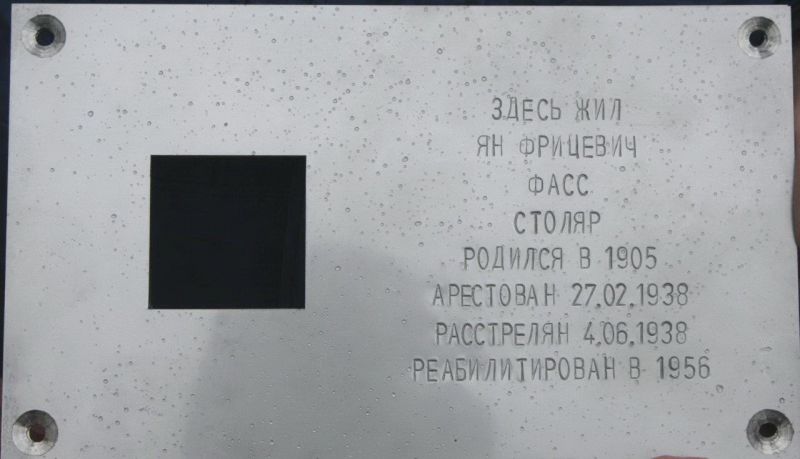 ЗДЕСЬ ЖИЛ
ЯН ФРИЦЕВИЧ
ФАСС
СТОЛЯР
РОДИЛСЯ В 1905
АРЕСТОВАН 27.02.1938
РАССТРЕЛЯН 4.06.1938
РЕАБИЛИТИРОВАН В 1956